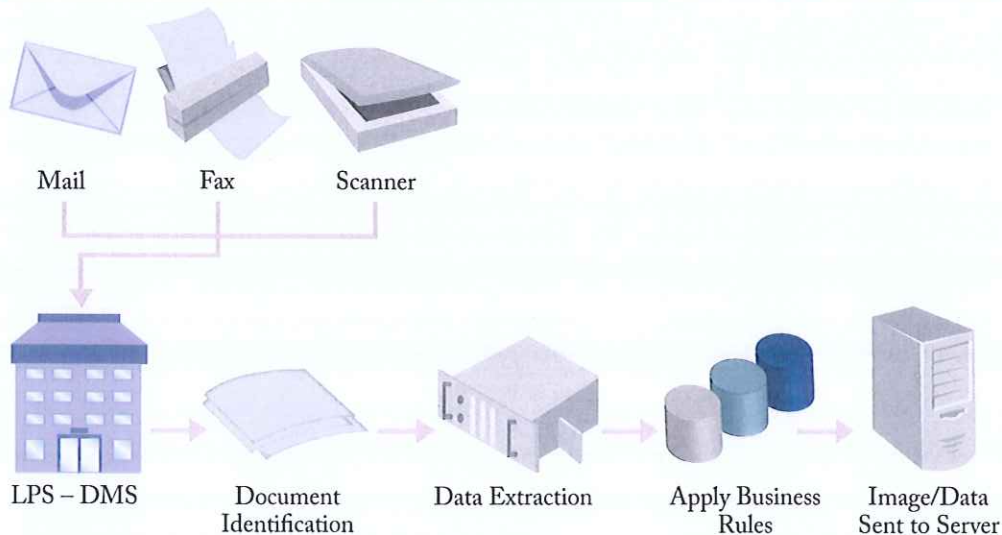 Mail
Fax
Scanner
LPS – DMS
Document
Identification
Data Extraction
Apply Business
Rules
Image/Data
Sent to Server